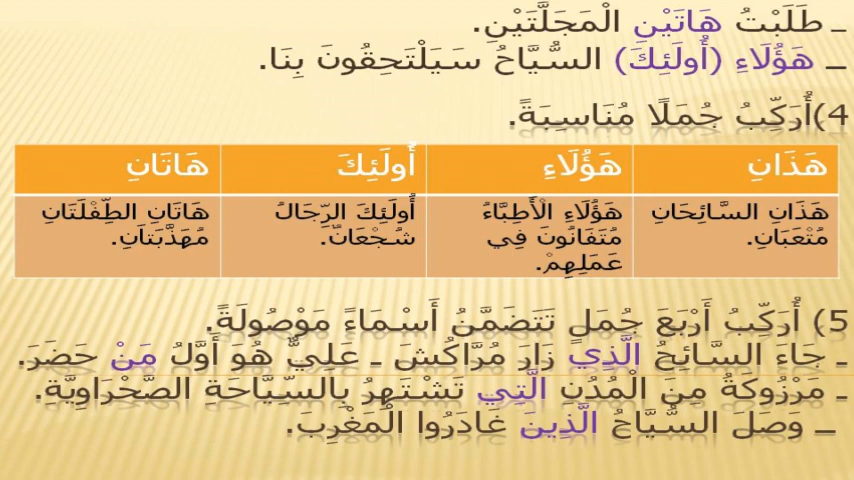 ـ طَلَبْتُ هَاتَيْنِ الْمَجَلَّتَيْنِ.
ــ هَؤُلَاءِ (أُولَئِكَ) السُّيَّاحُ سَيَلْتَحِقُونَ بِنَا.
4)أُرَكِّبُ جُمَلًا مُنَاسِبَةً.
هَذَانِ هَؤُلَاءِ أُولَئِكَ هَاتَانِ
هَذَانِ السَّائِحَانِ
مُتْعَبَانِ.
هَؤُلَاءِ الْأَطِبَّاءُ
مُتَفَانُونَ فِي
عَمَلِهِمْ.
أُولَئِكَ الرِّجَالُ
شُجْعَانٌ.
هَاتَانِ الطِّفْلَتَانِ
مُهَذَّبَتَانِ.
5) أُرَكِّبُ أَرْبَعَ جُمَلٍ تَتَضَمَّنُ أَسْمَاءً مَوْصُولَةً.
ـ جَاءَ السَّائِحُ الَّذِي زَارَ مُرَّاكُشَ ـ عَلِيٌّ هُوَ أَوَّلُ مَنْ حَضَرَ.
ـ مَرْزُوكَةُ مِنَ الْمُدُنِ الَّتِي تَشْتَهِرُ بِالسِّيَّاحَةِ الصَّحْرَاوِيَّةِ.
ــ وَصَلَ السُّيَّاحُ الَّذِينَ غَادَرُوا الْمَغْرِبَ.